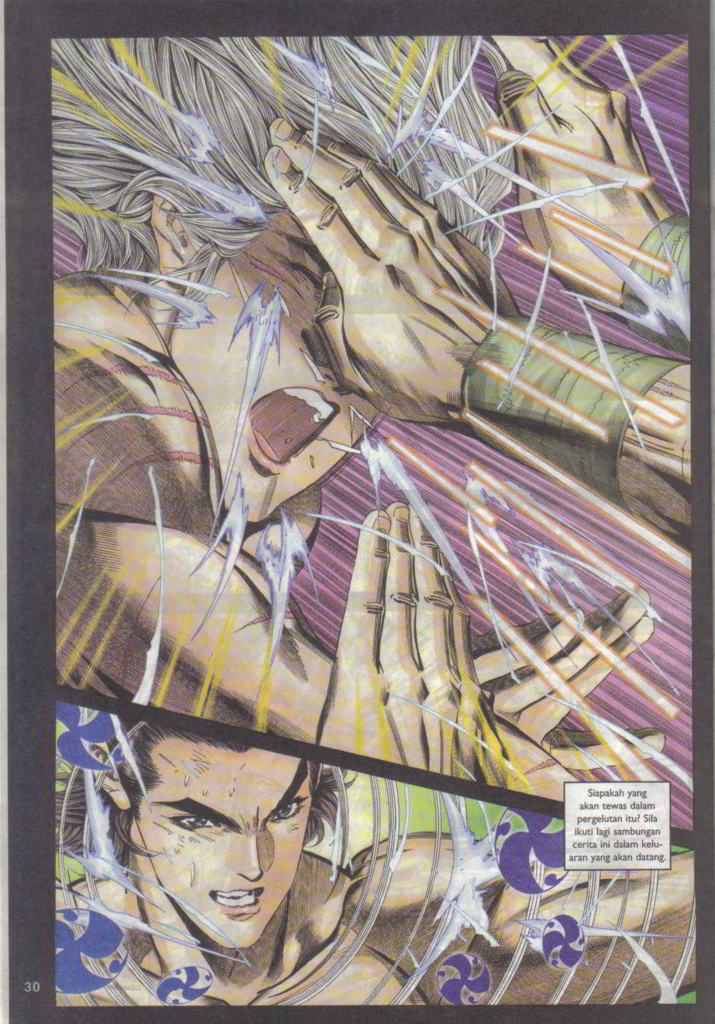 Siapakah yang
akan tewas dalam
pergelutan itu? Sila
ikuti lagi sambungan
cerita ini dalam kelu-
aran yang akan datang.
30